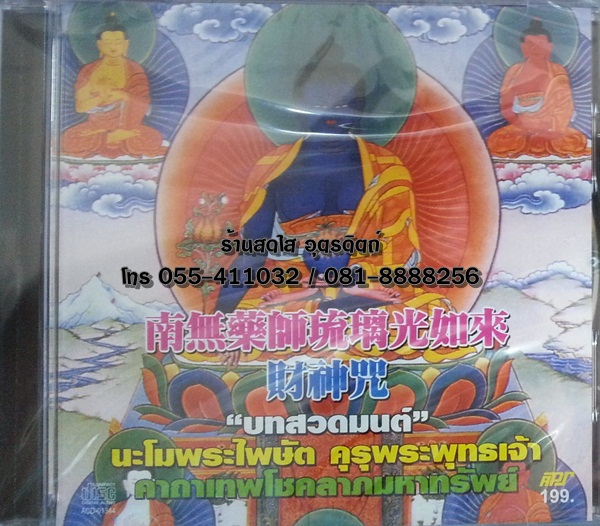 ร้านสดใส อุตรดิตถ์
โทร 055-411032 / 081-8888256
南無藥師琉璃光如來
財神咒
“บทสวดมนต์”
นะโมพระไพษัต คุรุพระพุทธเจ้า
คาถาเทพโชคลาภมหาทรัพย์
199.